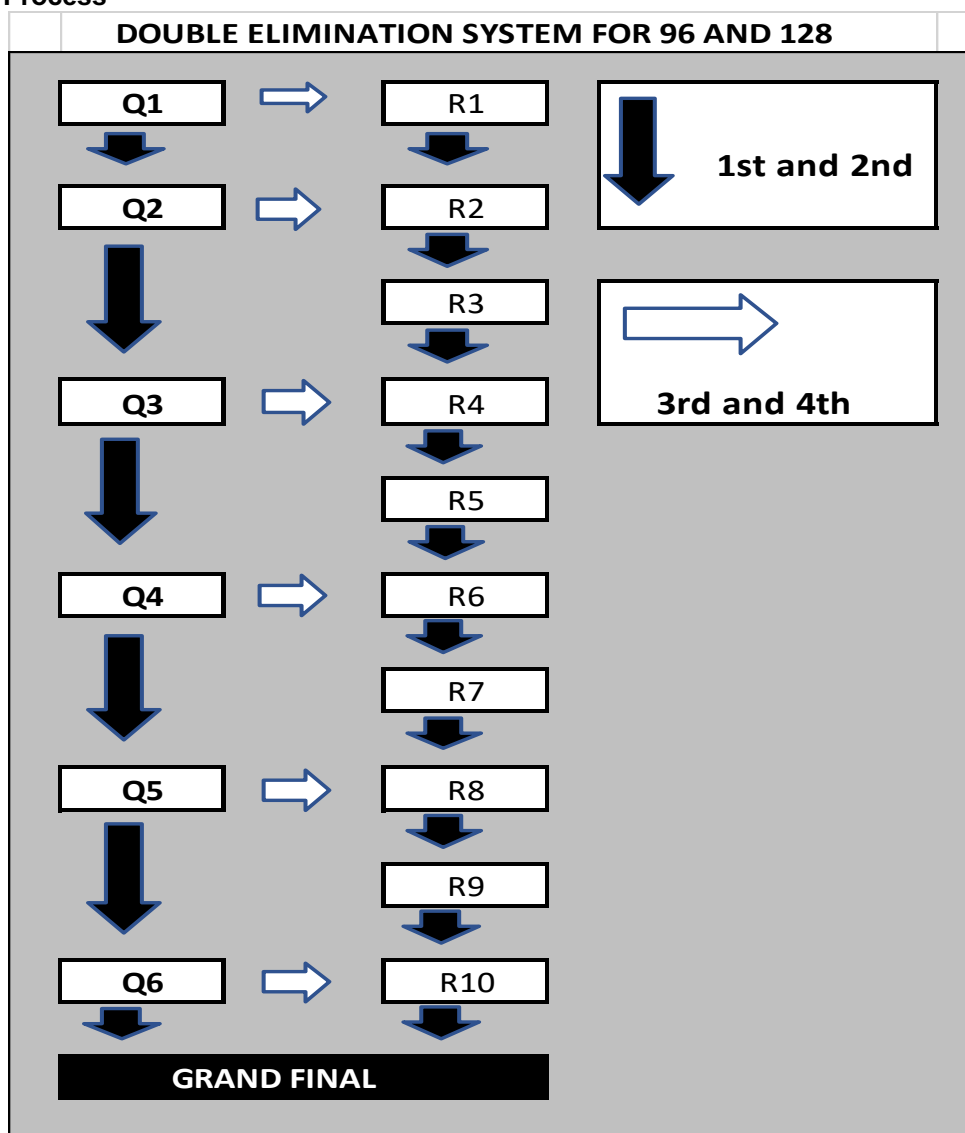 Process
DOUBLE ELIMINATION SYSTEM FOR 96 AND 128
Q1 R1
1st and 2nd
Q2 R2
R3
Q3 R4
3rd and 4th
R5
Q4 R6
R7
Q5 R8
R9
Q6 R10
GRAND FINAL